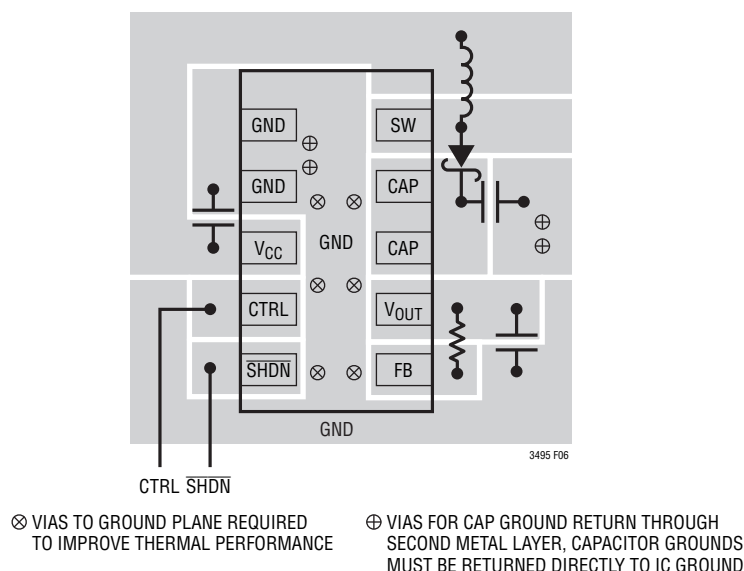 GND
SW
GND
CAP
GND
VCC
CAP
CTRL
VOUT
SHDN
FB
GND
3495 F06
CTRL SHDN
⊗ VIAS TO GROUND PLANE REQUIRED
TO IMPROVE THERMAL PERFORMANCE
⊕ VIAS FOR CAP GROUND RETURN THROUGH
SECOND METAL LAYER, CAPACITOR GROUNDS
MUST BE RETURNED DIRECTLY TO IC GROUND